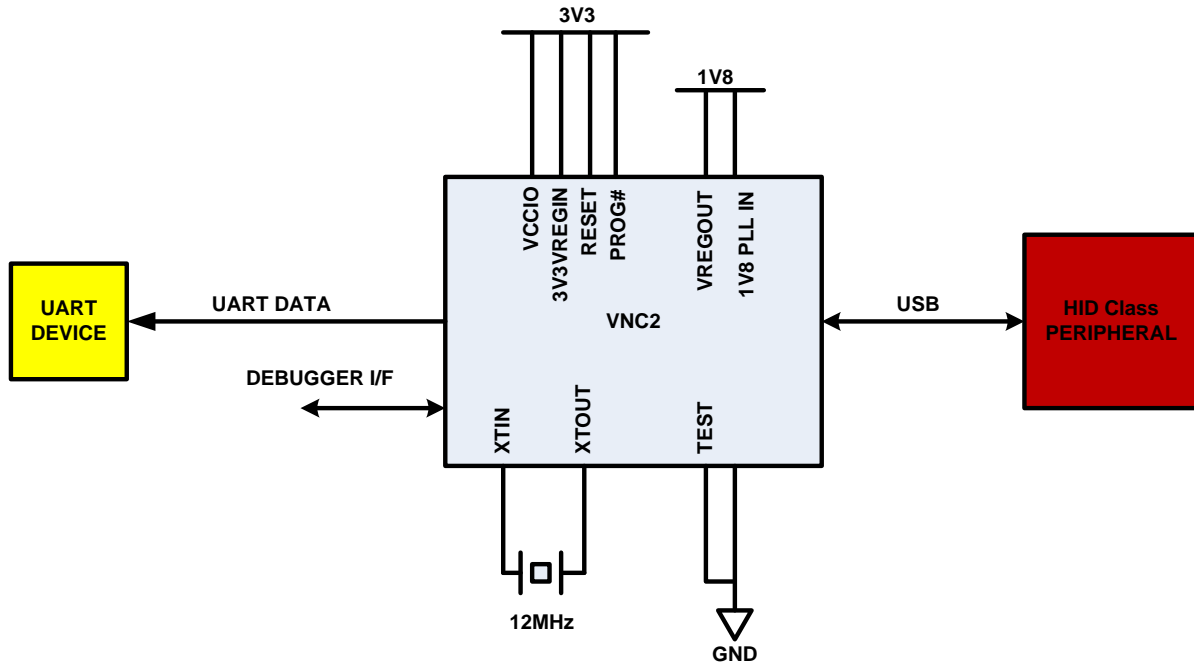 3V3
1V8
VCCIO
3V3VREGIN
RESET
PROG#
VREGOUT
1V8 PLL IN
UART
DEVICE
UART DATA
VNC2
USB
HID Class
PERIPHERAL
DEBUGGER I/F
XTIN
XTOUT
TEST
12MHz
GND